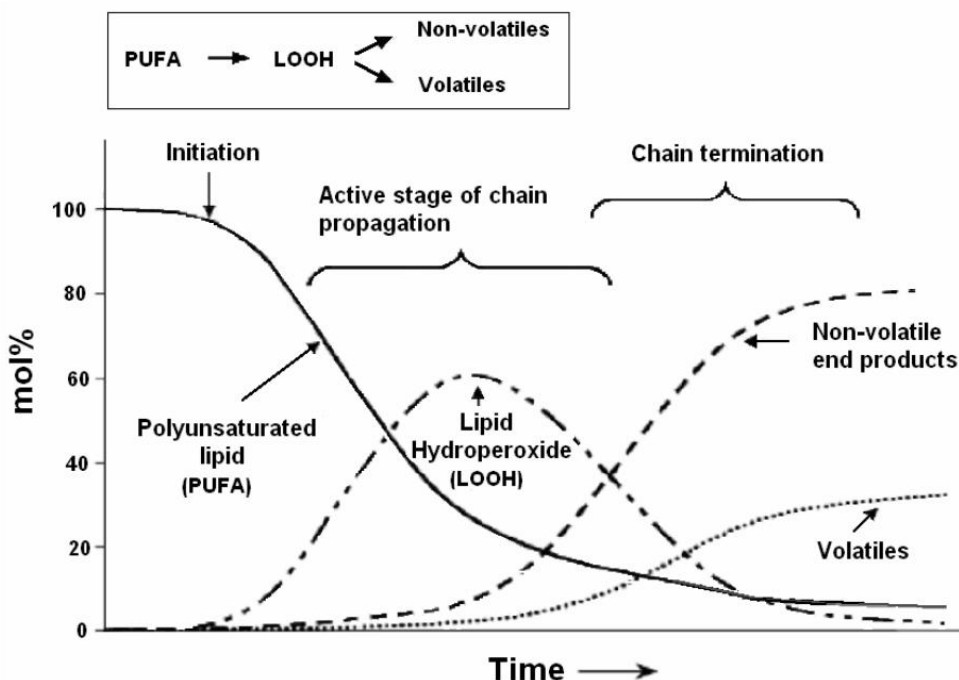 Non-volatiles
PUFA → LOOH
Volatiles
Initiation
Chain termination
Active stage of chain
propagation
100
80
60
40
20
0
mol%
Non-volatile
end products
Polyunsaturated
lipid
(PUFA)
Lipid
Hydroperoxide
(LOOH)
Volatiles
Time →